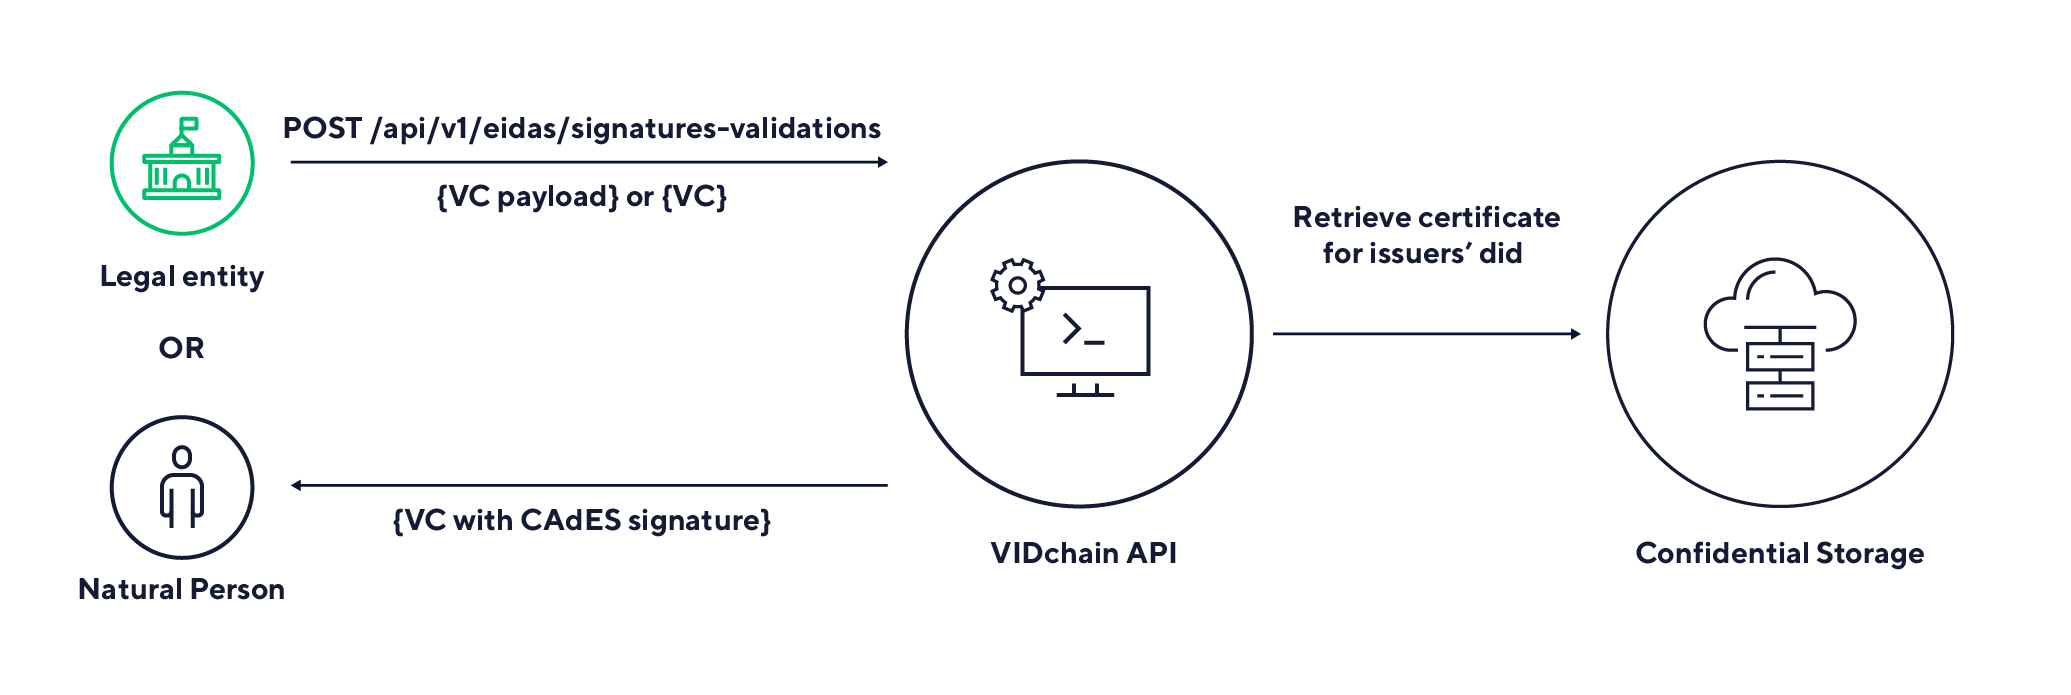 POST /api/v1/eidas/signatures-validations
{VC payload} or {VC}
Legal entity
OR
Natural Person
{VC with CAdES signature}
VIDchain API
Retrieve certificate
for issuers’ did
Confidential Storage